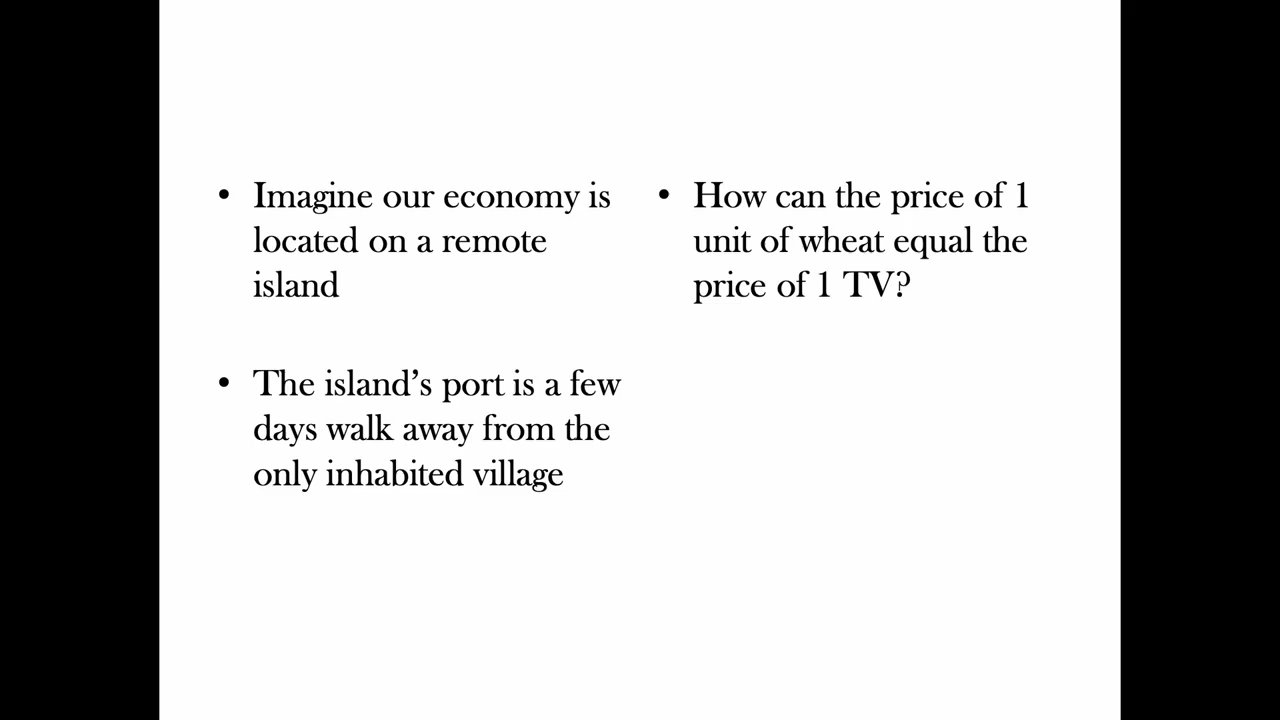 • Imagine our economy is
located on a remote
island
• The island’s port is a few
days walk away from the
only inhabited village
• How can the price of 1
unit of wheat equal the
price of 1 TV?